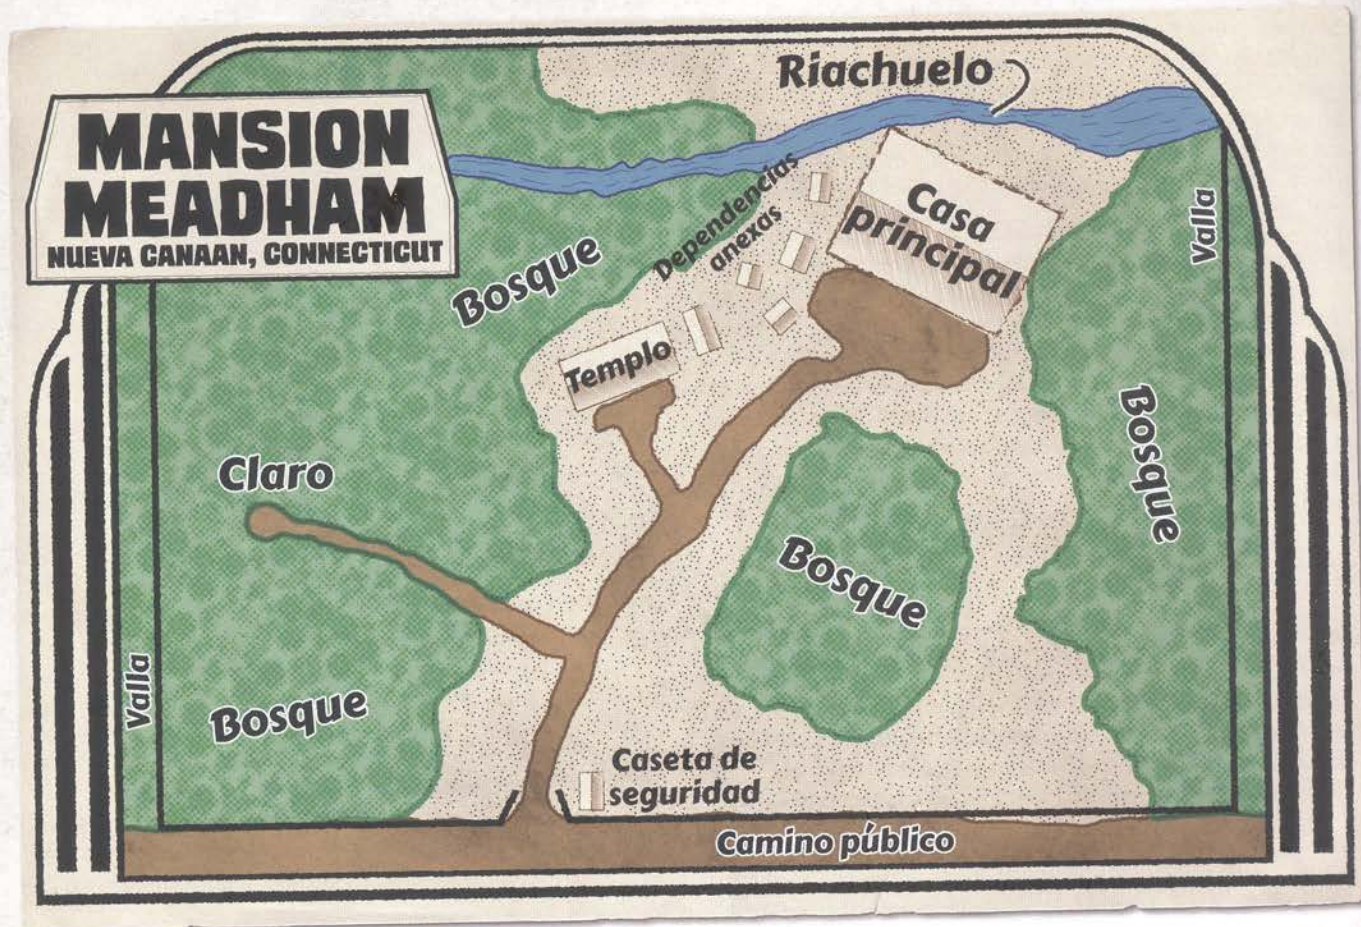 MANSION
MEADHAM
NUEVA CANAAN, CONNECTICUT
Riachuelo
Casa
principal
Dependencias
anexas
Valla
Bosque
Templo
Bosque
Claro
Bosque
Valla
Bosque
Caseta de
seguridad
Camino público